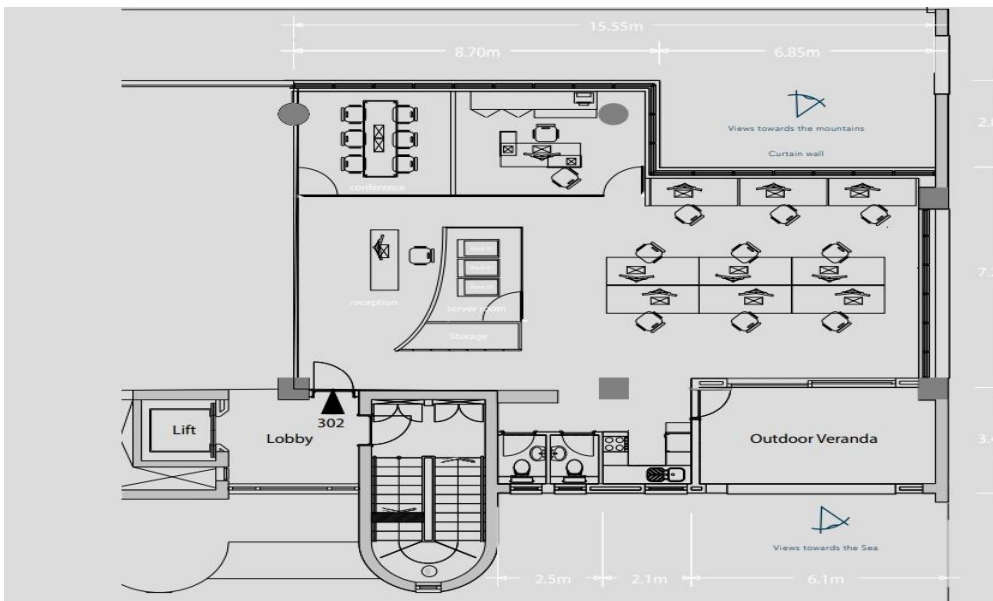 15.55m
8.70m
6.85m
Views towards the mountains
Curtain wall
conference
reception
server room
Storage
302
Lift
Lobby
Outdoor Veranda
Views towards the Sea
2.5m
2.1m
6.1m